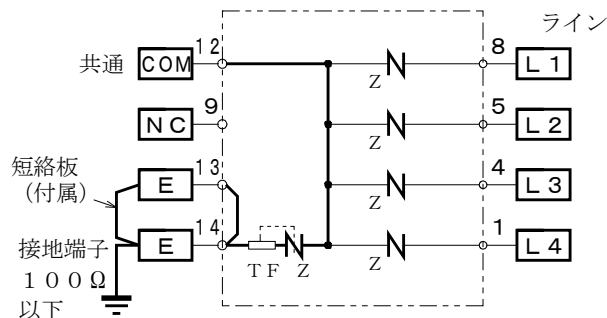 ライン
共通 COM 12 Z 8 L1
NC 9 Z 5 L2
短絡板
(付属)
E 13 Z 4 L3
接地端子 E 14 TF Z Z 1 L4
100Ω
以下